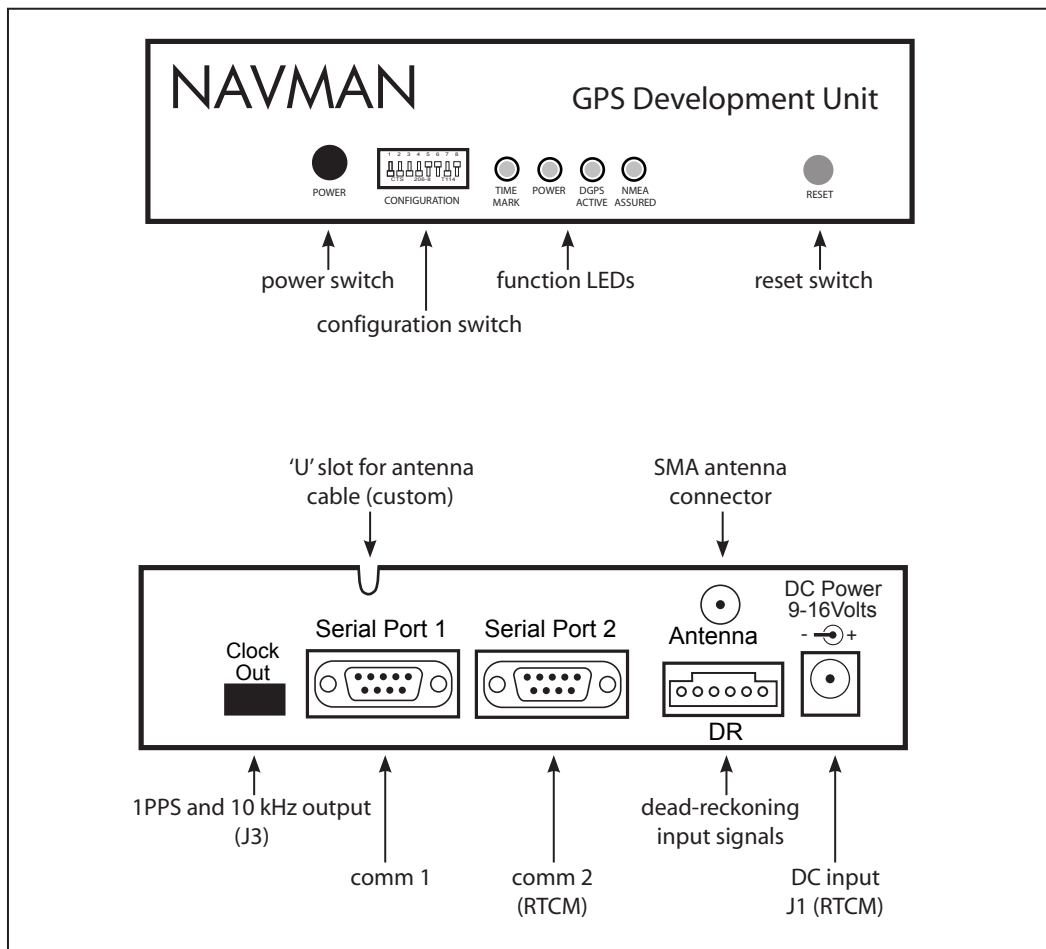 NAVMAN
GPS Development Unit
1 2 3 4 5 6 7 8
CTS 206-8 T114
POWER
CONFIGURATION
TIME
MARK
POWER
DGPS
ACTIVE
NMEA
ASSURED
RESET
power switch
configuration switch
function LEDs
reset switch
'U' slot for antenna
cable (custom)
SMA antenna
connector
Clock
Out
Serial Port 1
Serial Port 2
Antenna
DR
DC Power
9-16Volts
- +
1PPS and 10 kHz output
(J3)
comm 1
comm 2
(RTCM)
dead-reckoning
input signals
DC input
J1 (RTCM)